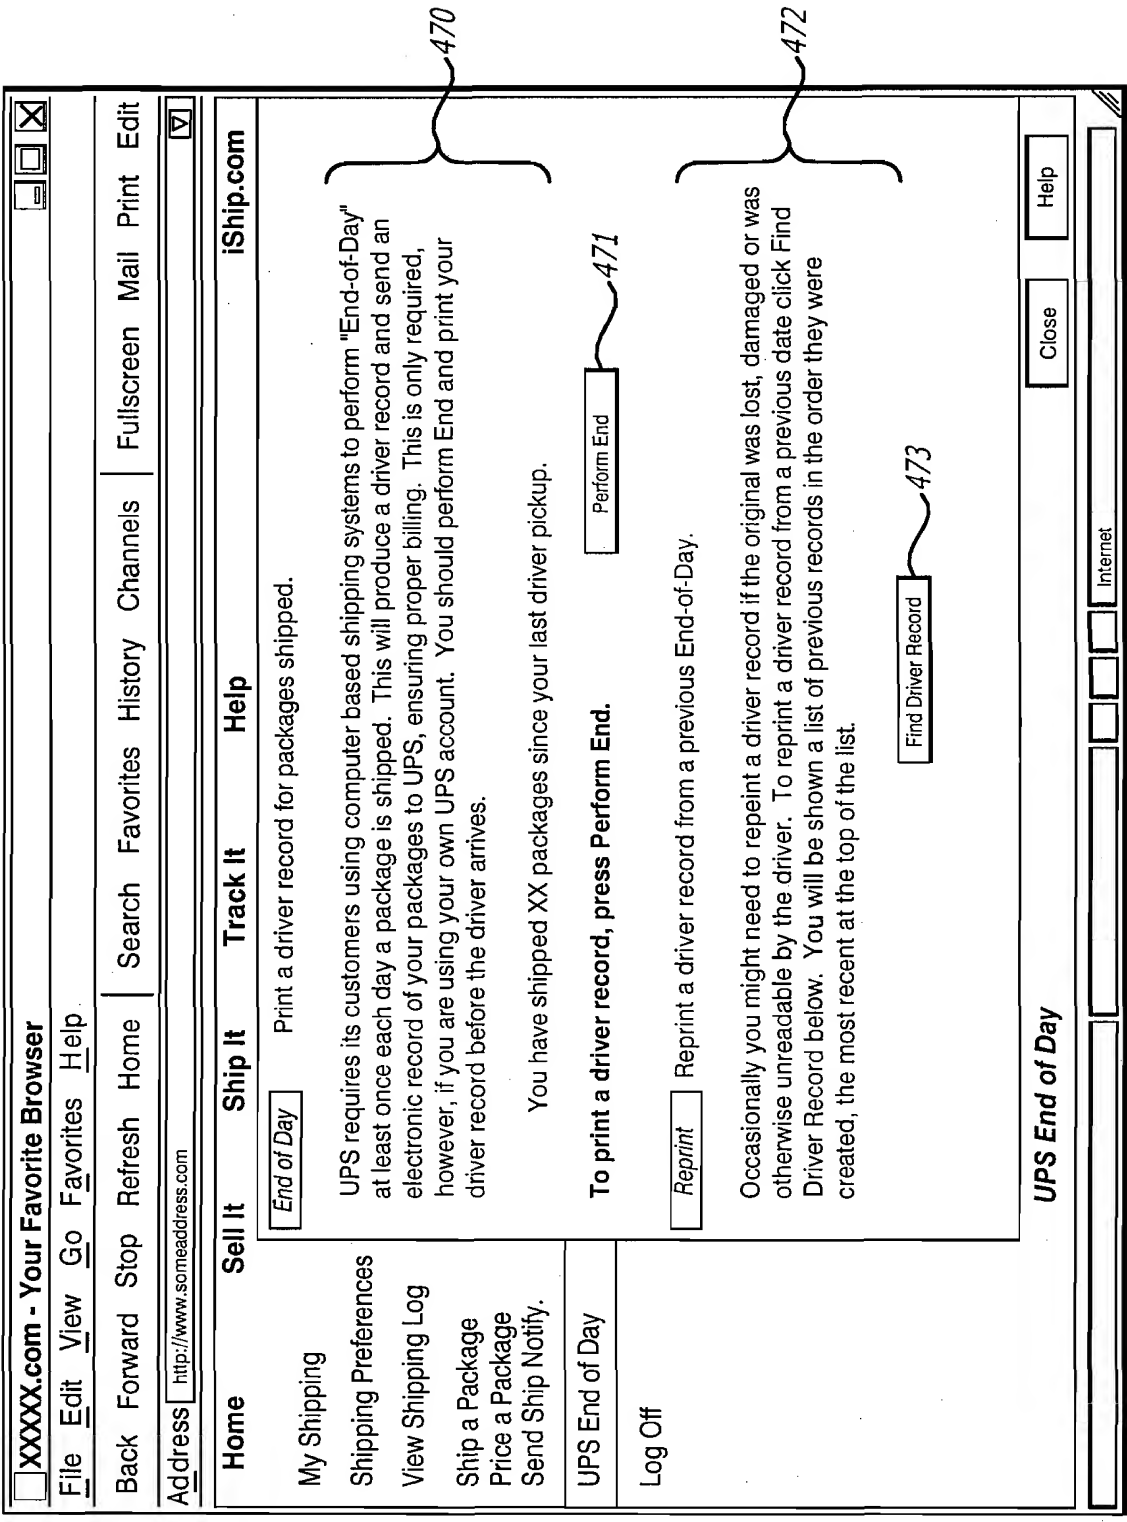 XXXXX.com - Your Favorite Browser
File Edit View Go Favorites Help
Back Forward Stop Refresh Home Search Favorites History Channels Fullscreen Mail Print Edit
Address http://www.someaddress.com
Home Sell It Ship It Track It Help iShip.com
My Shipping
Shipping Preferences
View Shipping Log
Ship a Package
Price a Package
Send Ship Notify.
UPS End of Day
Log Off
End of Day Print a driver record for packages shipped.
UPS requires its customers using computer based shipping systems to perform "End-of-Day"
at least once each day a package is shipped. This will produce a driver record and send an
electronic record of your packages to UPS, ensuring proper billing. This is only required,
however, if you are using your own UPS account. You should perform End and print your
driver record before the driver arrives.
470
You have shipped XX packages since your last driver pickup.
To print a driver record, press Perform End.
Perform End
471
Reprint Reprint a driver record from a previous End-of-Day.
Occasionally you might need to repeint a driver record if the original was lost, damaged or was
otherwise unreadable by the driver. To reprint a driver record from a previous date click Find
Driver Record below. You will be shown a list of previous records in the order they were
created, the most recent at the top of the list.
472
Find Driver Record
473
UPS End of Day Close Help
Internet